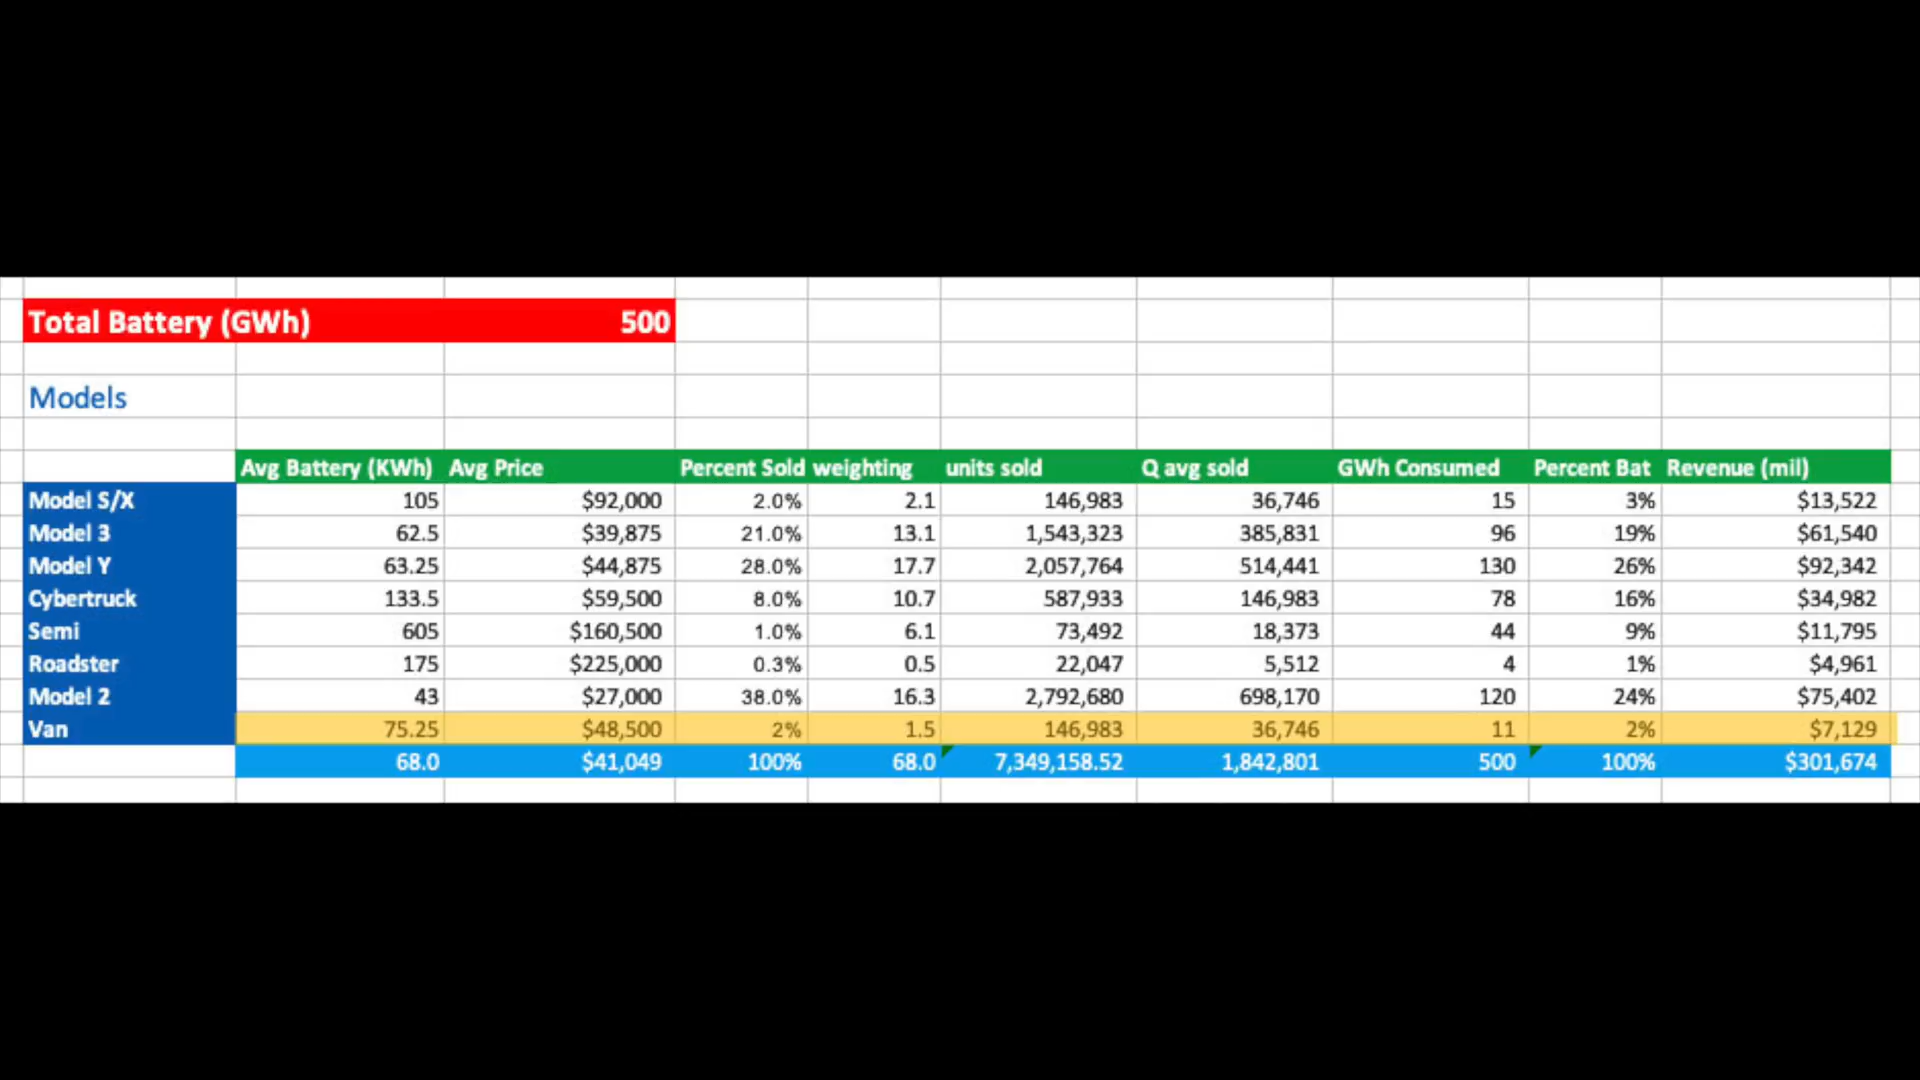 Total Battery (GWh) 500
Models
Avg Battery (KWh) Avg Price Percent Sold weighting units sold Q avg sold GWh Consumed Percent Bat Revenue (mil)
Model S/X 105 $92,000 2.0% 2.1 146,983 36,746 15 3% $13,522
Model 3 62.5 $39,875 21.0% 13.1 1,543,323 385,831 96 19% $61,540
Model Y 63.25 $44,875 28.0% 17.7 2,057,764 514,441 130 26% $92,342
Cybertruck 133.5 $59,500 8.0% 10.7 587,933 146,983 78 16% $34,982
Semi 605 $160,500 1.0% 6.1 73,492 18,373 44 9% $11,795
Roadster 175 $225,000 0.3% 0.5 22,047 5,512 4 1% $4,961
Model 2 43 $27,000 38.0% 16.3 2,792,680 698,170 120 24% $75,402
Van 75.25 $48,500 2% 1.5 146,983 36,746 11 2% $7,129
68.0 $41,049 100% 68.0 7,349,158.52 1,842,801 500 100% $301,674